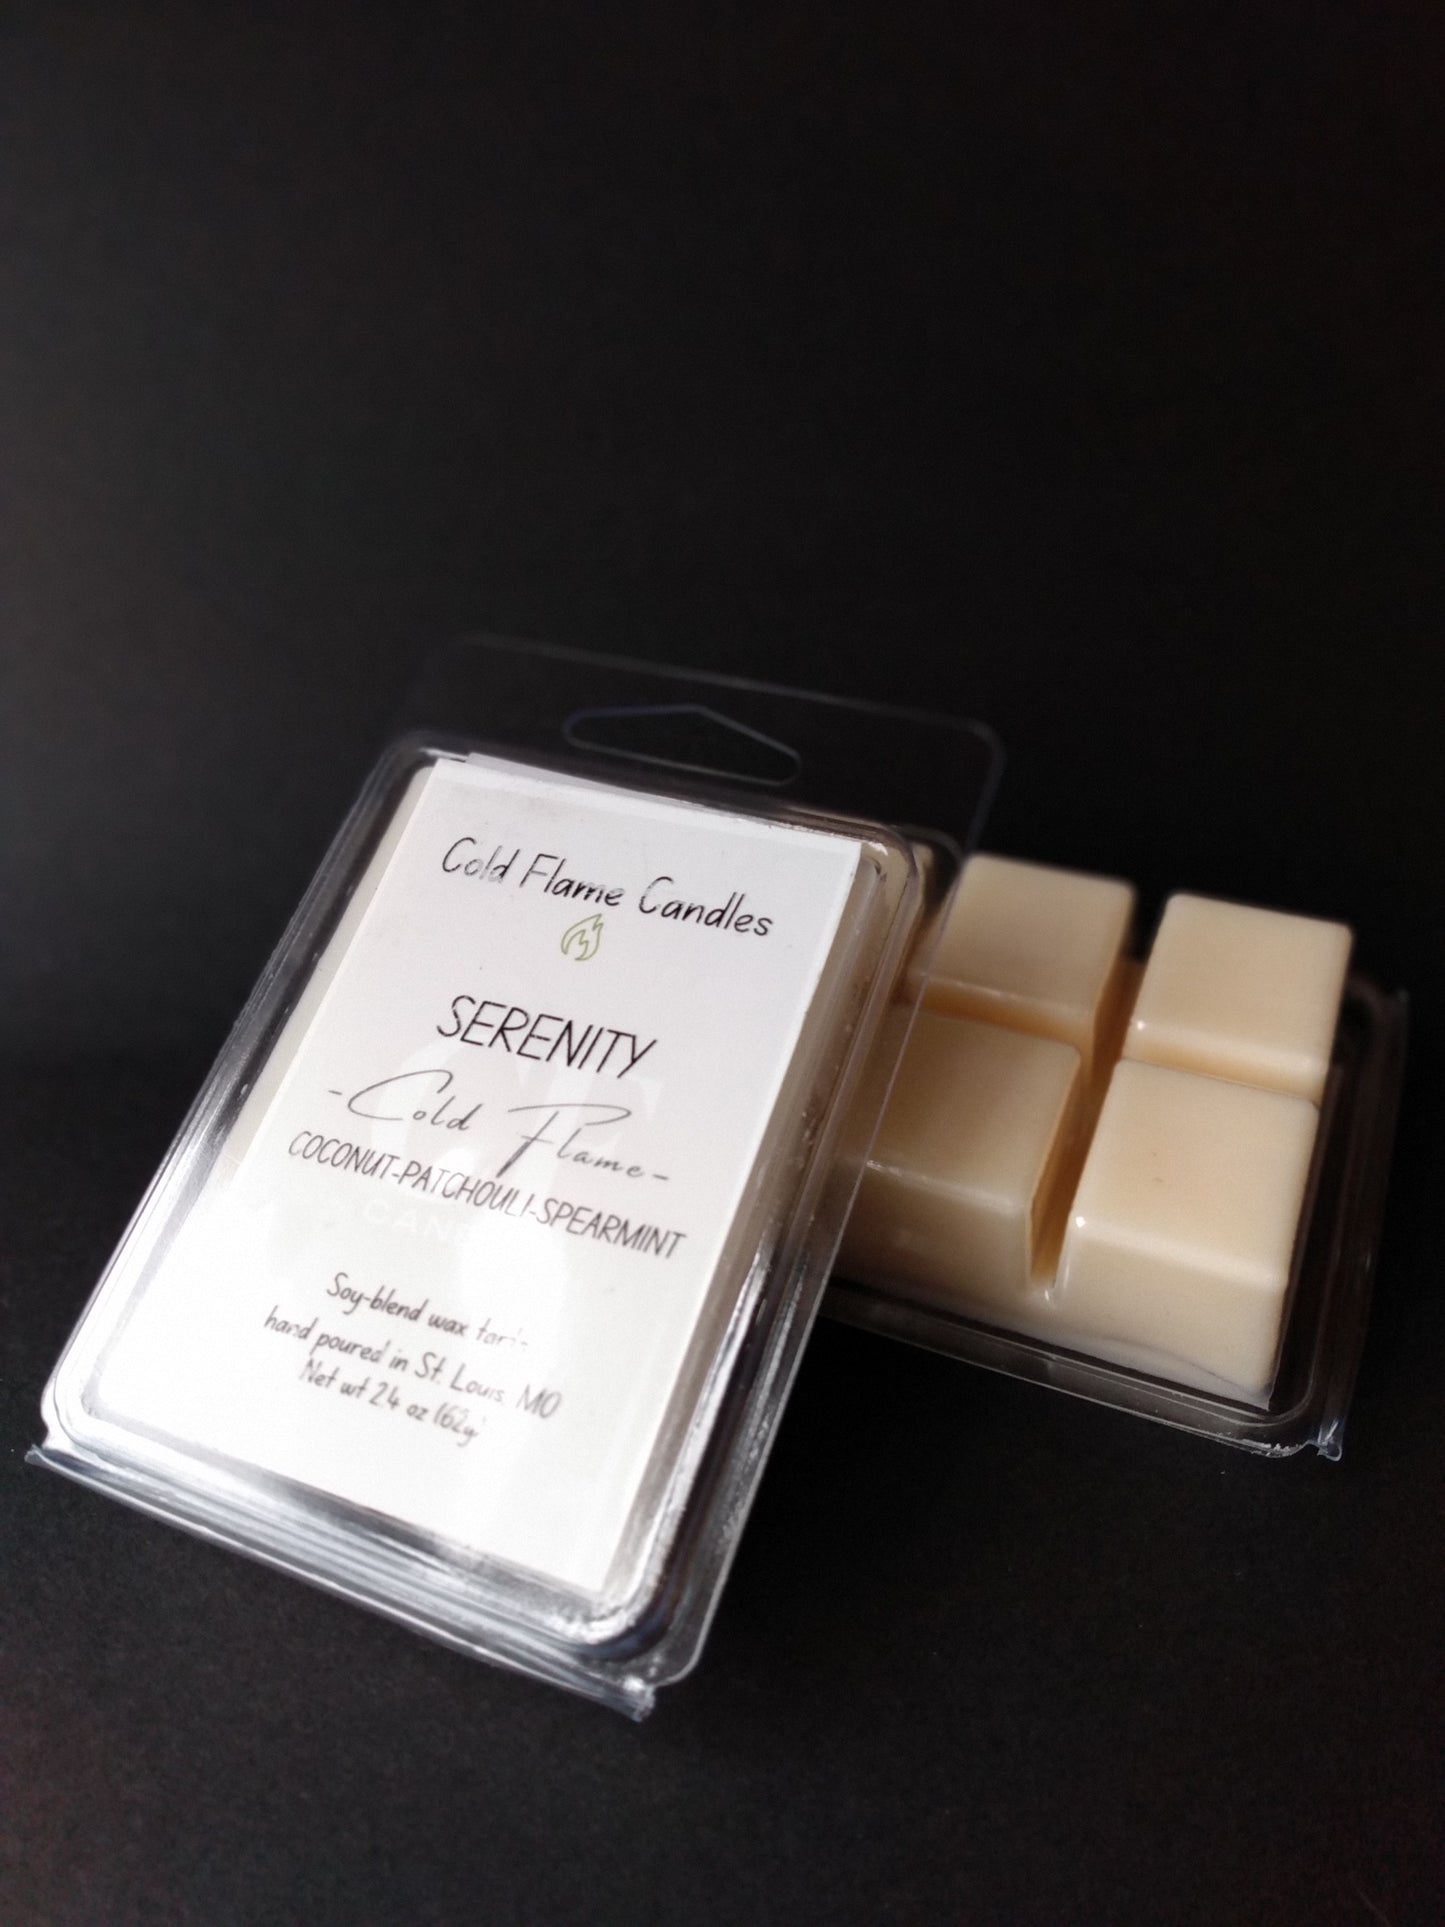 Cold Flame Candles
SERENITY
-Cold Flame-
COCONUT-PATCHOULI-SPEARMINT
Soy-blend wax
hand poured in St. Louis, MO
Net wt 2.4 oz (62g)